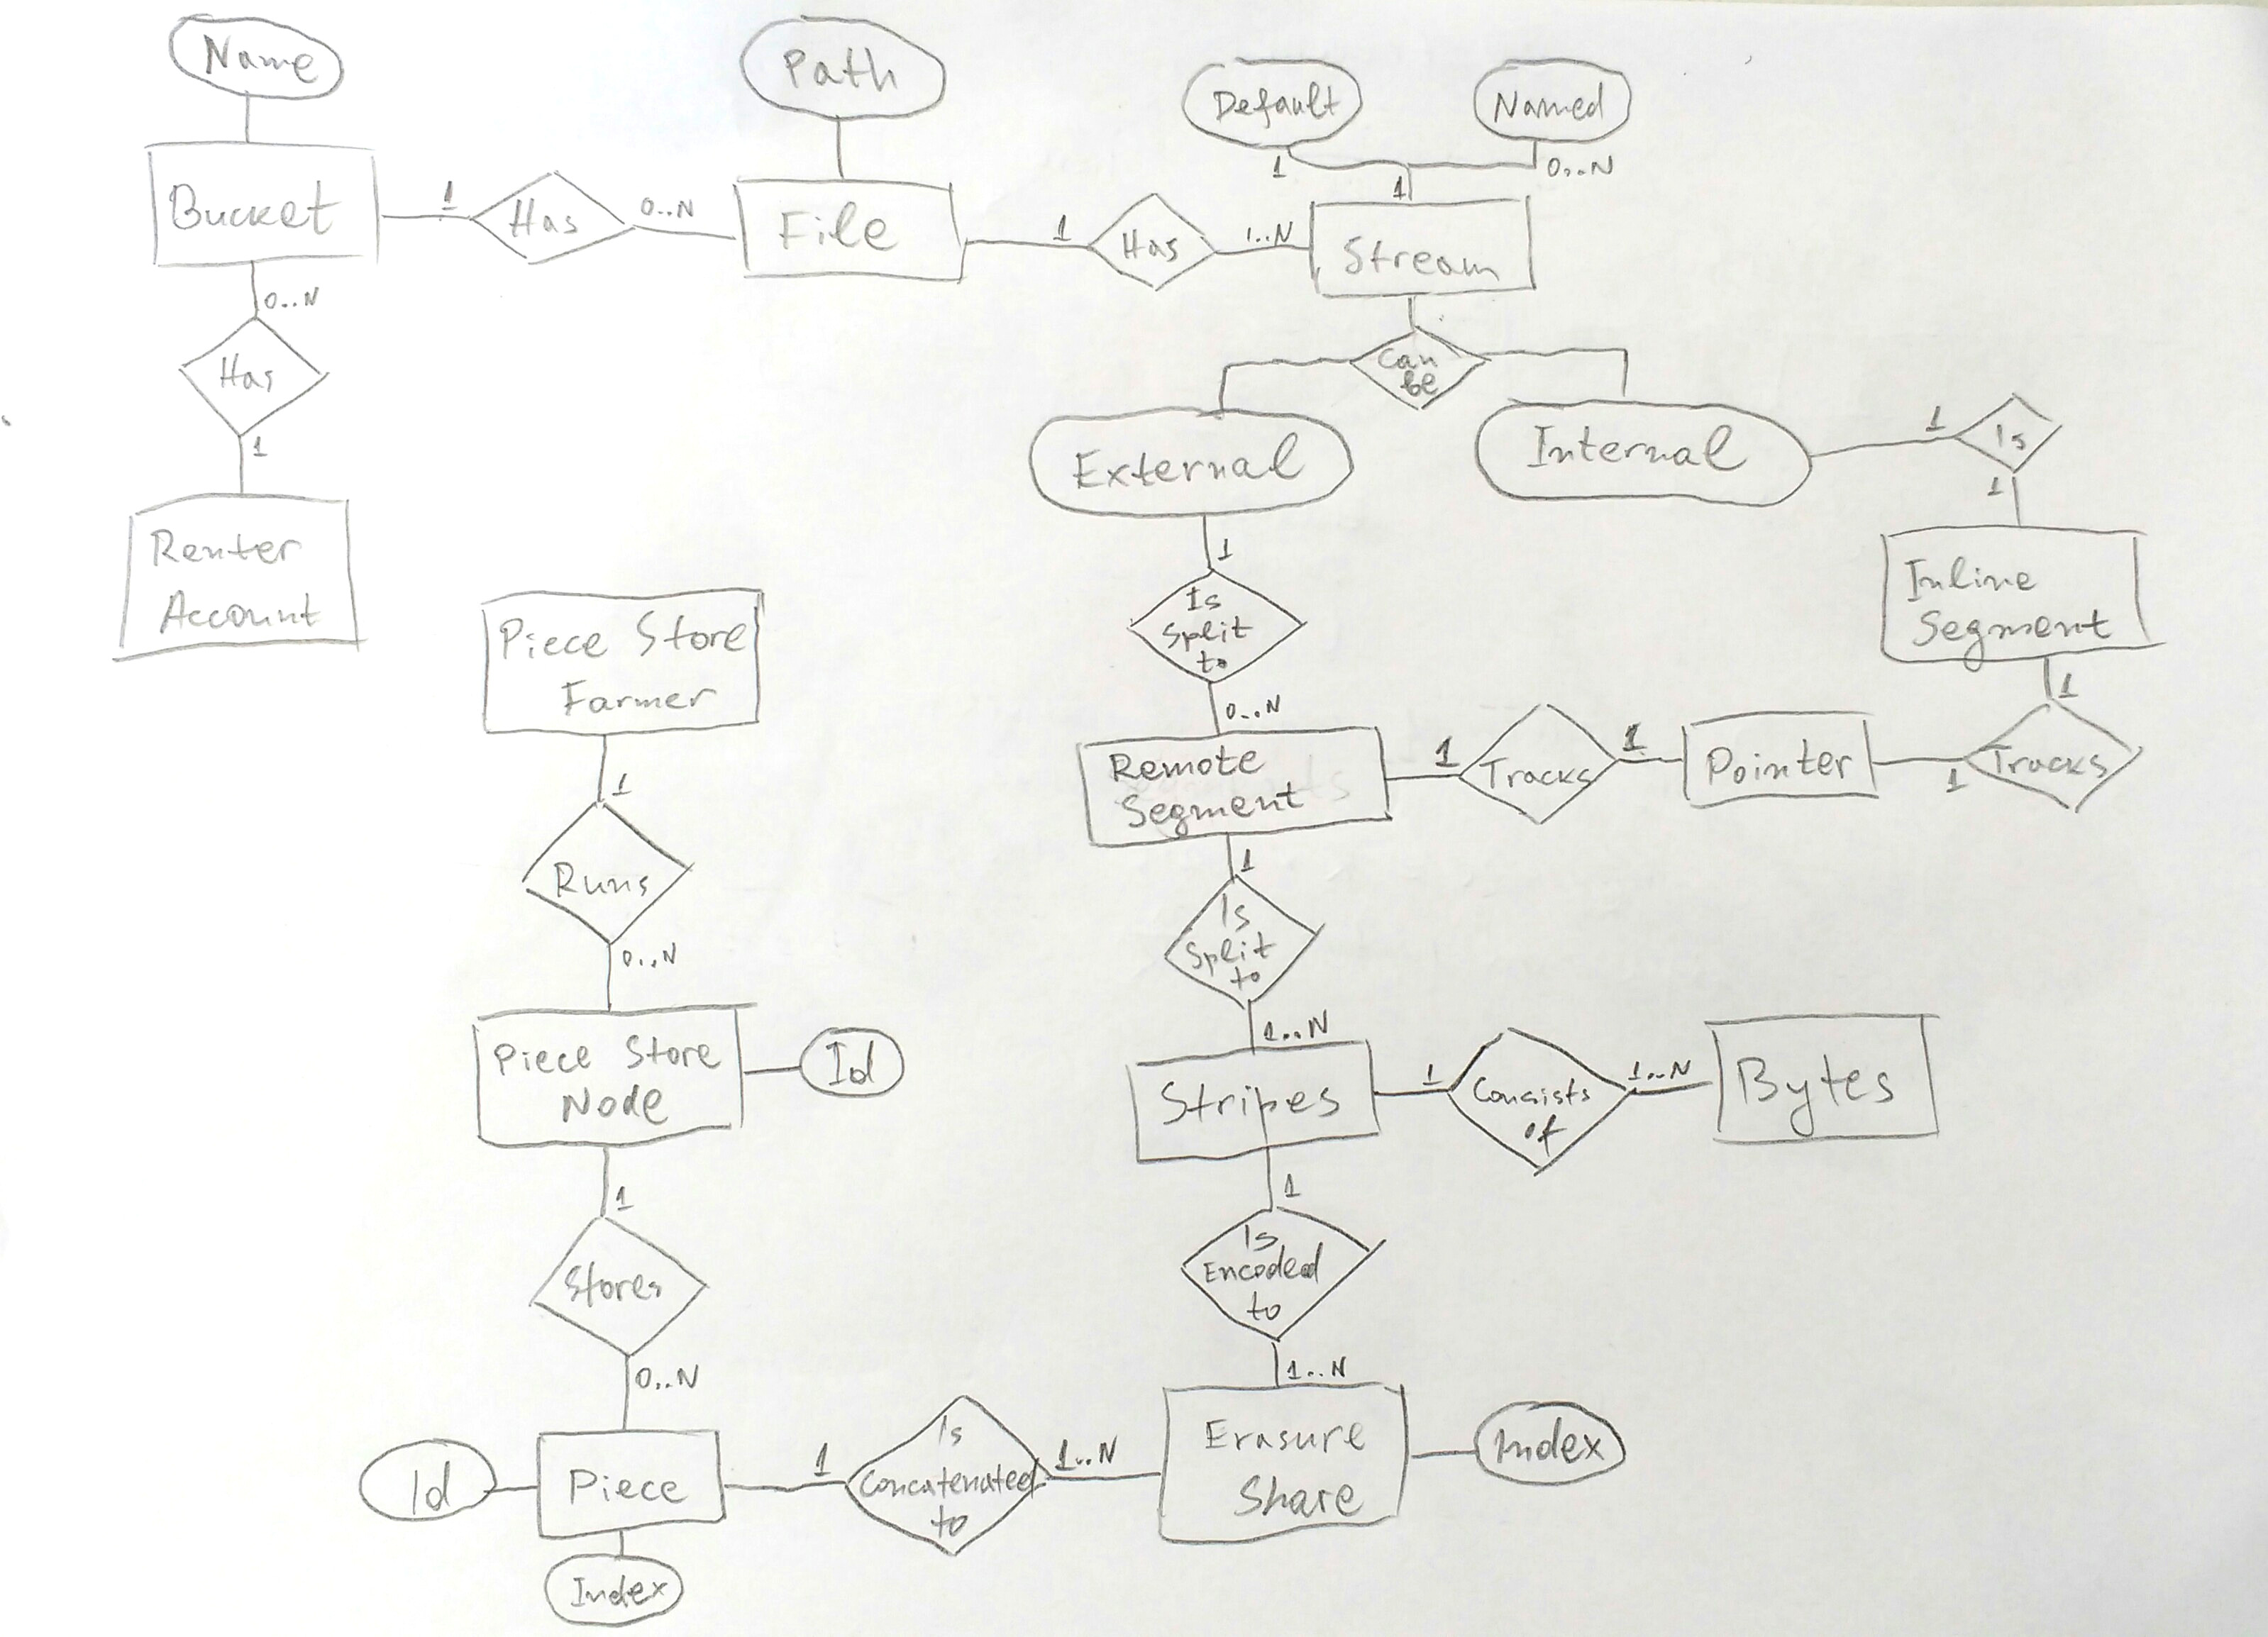 Name
Path
Default
Named
1
0..N
1
Bucket
1
Has
0..N
File
1
Has
1..N
Stream
0..N
Has
1
Can
be
External
Internal
1
Is
1
Renter
Account
1
Is
Split
to
0..N
Inline
Segment
1
Piece Store
Farmer
1
Runs
0..N
Remote
Segment
1
Tracks
1
Pointer
1
Tracks
1
Is
Split
to
1..N
Piece Store
Node
Id
Stripes
1
Consists
of
1..N
Bytes
1
Stores
0..N
1
Is
Encoded
to
1..N
Id
Piece
Index
1
Is
Concatenated
to
1..N
Erasure
Share
Index